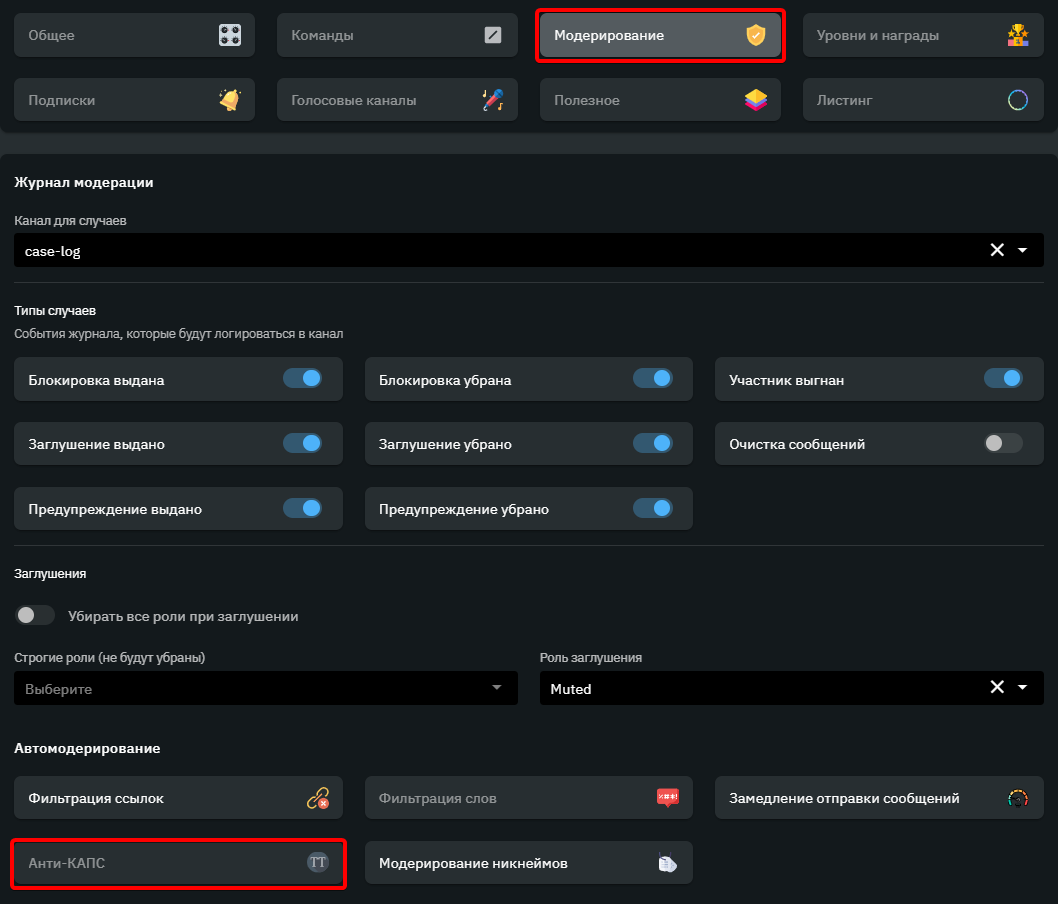 Общее
Команды
Модерирование
Уровни и награды
Подписки
Голосовые каналы
Полезное
Листинг
Журнал модерации
Канал для случаев
case-log
Типы случаев
События журнала, которые будут логироваться в канал
Блокировка выдана
Блокировка убрана
Участник выгнан
Заглушение выдано
Заглушение убрано
Очистка сообщений
Предупреждение выдано
Предупреждение убрано
Заглушения
Убирать все роли при заглушении
Строгие роли (не будут убраны)
Роль заглушения
Выберите
Muted
Автомодерирование
Фильтрация ссылок
Фильтрация слов
Замедление отправки сообщений
Анти-КАПС
TT
Модерирование никнеймов